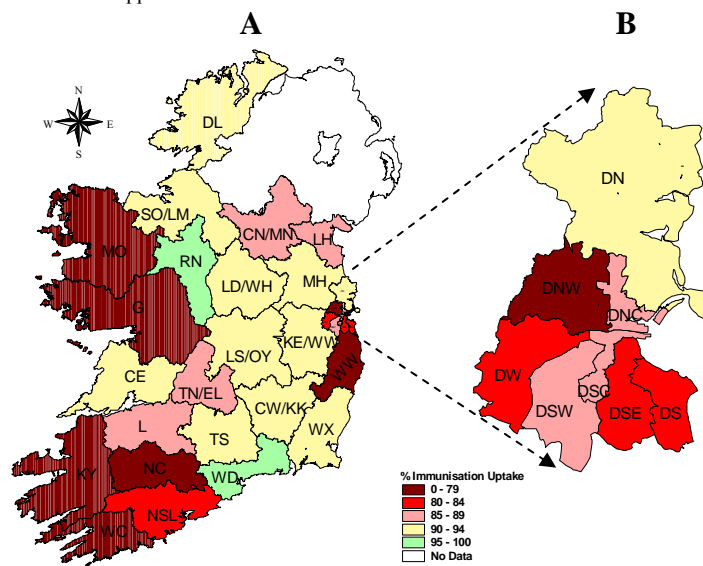 A
B
N
W
E
S
DL
DN
SO/LM
CN/MN
LH
MO
RN
LD/WH
MH
DNW
G
DNC
KE/WW
LS/OY
WW
CE
TN/EL
DW
DSC
DSW
DSE
DS
CW/KK
L
TS
WX
KY
NC
WD
NSL
WC
% Immunisation Uptake
0 - 79
80 - 84
85 - 89
90 - 94
95 - 100
No Data